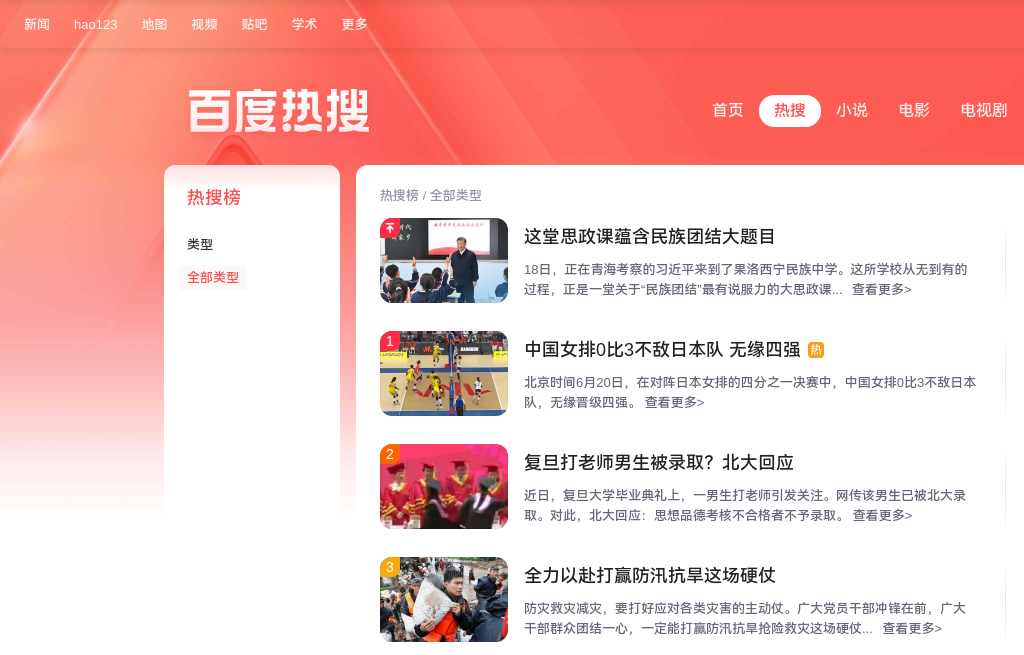 新闻 hao123 地图 视频 贴吧 学术 更多
百度热搜
首页 热搜 小说 电影 电视剧
热搜榜
类型
全部类型
热搜榜 / 全部类型
这堂思政课蕴含民族团结大题目
18日，正在青海考察的习近平来到了果洛西宁民族中学。这所学校从无到有的
过程，正是一堂关于“民族团结”最有说服力的大思政课... 查看更多>
1
中国女排0比3不敌日本队 无缘四强 热
北京时间6月20日，在对阵日本女排的四分之一决赛中，中国女排0比3不敌日本
队，无缘晋级四强。 查看更多>
2
复旦打老师男生被录取？北大回应
近日，复旦大学毕业典礼上，一男生打老师引发关注。网传该男生已被北大录
取。对此，北大回应：思想品德考核不合格者不予录取。 查看更多>
3
全力以赴打赢防汛抗旱这场硬仗
防灾救灾减灾，要打好应对各类灾害的主动仗。广大党员干部冲锋在前，广大
干部群众团结一心，一定能打赢防汛抗旱抢险救灾这场硬仗... 查看更多>